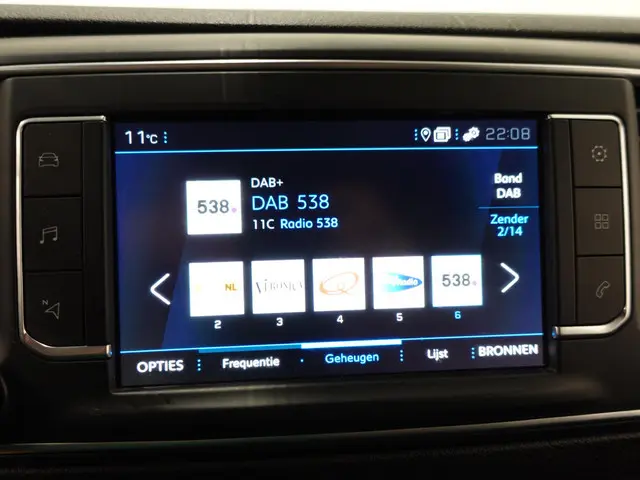 11°C
22:08
DAB+
DAB 538
11C Radio 538
538
Band
DAB
Zender
2/14
NL
VERONICA
Q
Radio
538
2
3
4
5
6
OPTIES
Frequentie
Geheugen
Lijst
BRONNEN
N